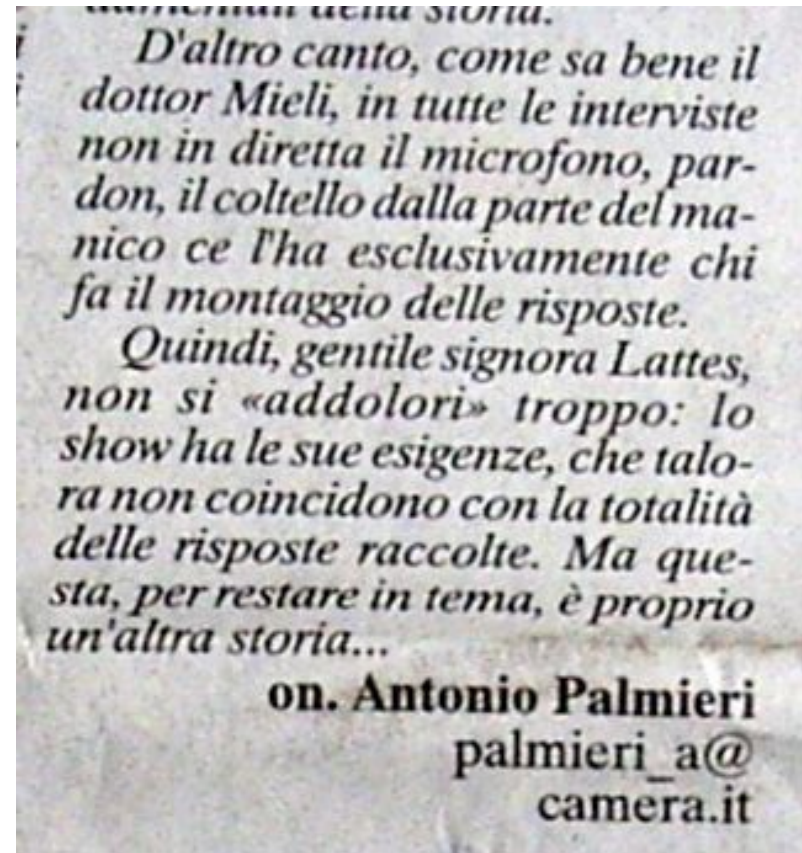 damentali della storia.
D'altro canto, come sa bene il
dottor Mieli, in tutte le interviste
non in diretta il microfono, par-
don, il coltello dalla parte del ma-
nico ce l'ha esclusivamente chi
fa il montaggio delle risposte.
Quindi, gentile signora Lattes,
non si «addolori» troppo: lo
show ha le sue esigenze, che talo-
ra non coincidono con la totalità
delle risposte raccolte. Ma que-
sta, per restare in tema, è proprio
un'altra storia...
on. Antonio Palmieri
palmieri_a@
camera.it